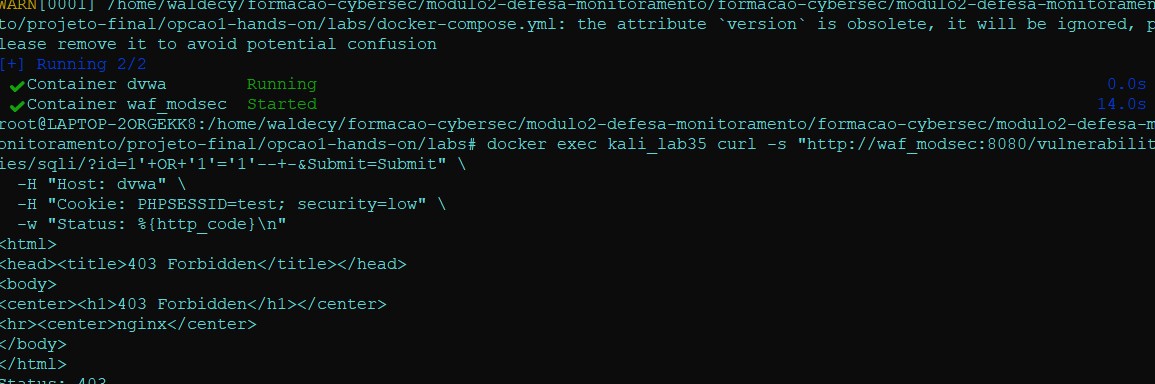 WARN[0001] /home/waldecy/formacao-cybersec/modulo2-defesa-monitoramento/formacao-cybersec/modulo2-defesa-monitoramen
to/projeto-final/opcao1-hands-on/labs/docker-compose.yml: the attribute `version` is obsolete, it will be ignored, p
lease remove it to avoid potential confusion
[+] Running 2/2
✔Container dvwa Running 0.0s
✔Container waf_modsec Started 14.0s
root@LAPTOP-2ORGEKK8:/home/waldecy/formacao-cybersec/modulo2-defesa-monitoramento/formacao-cybersec/modulo2-defesa-m
onitoramento/projeto-final/opcao1-hands-on/labs# docker exec kali_lab35 curl -s "http://waf_modsec:8080/vulnerabilit
ies/sqli/?id=1'+OR+'1'='1'--+-&Submit=Submit" \
-H "Host: dvwa" \
-H "Cookie: PHPSESSID=test; security=low" \
-w "Status: %{http_code}\n"
<html>
<head><title>403 Forbidden</title></head>
<body>
<center><h1>403 Forbidden</h1></center>
<hr><center>nginx</center>
</body>
</html>
Status: 403